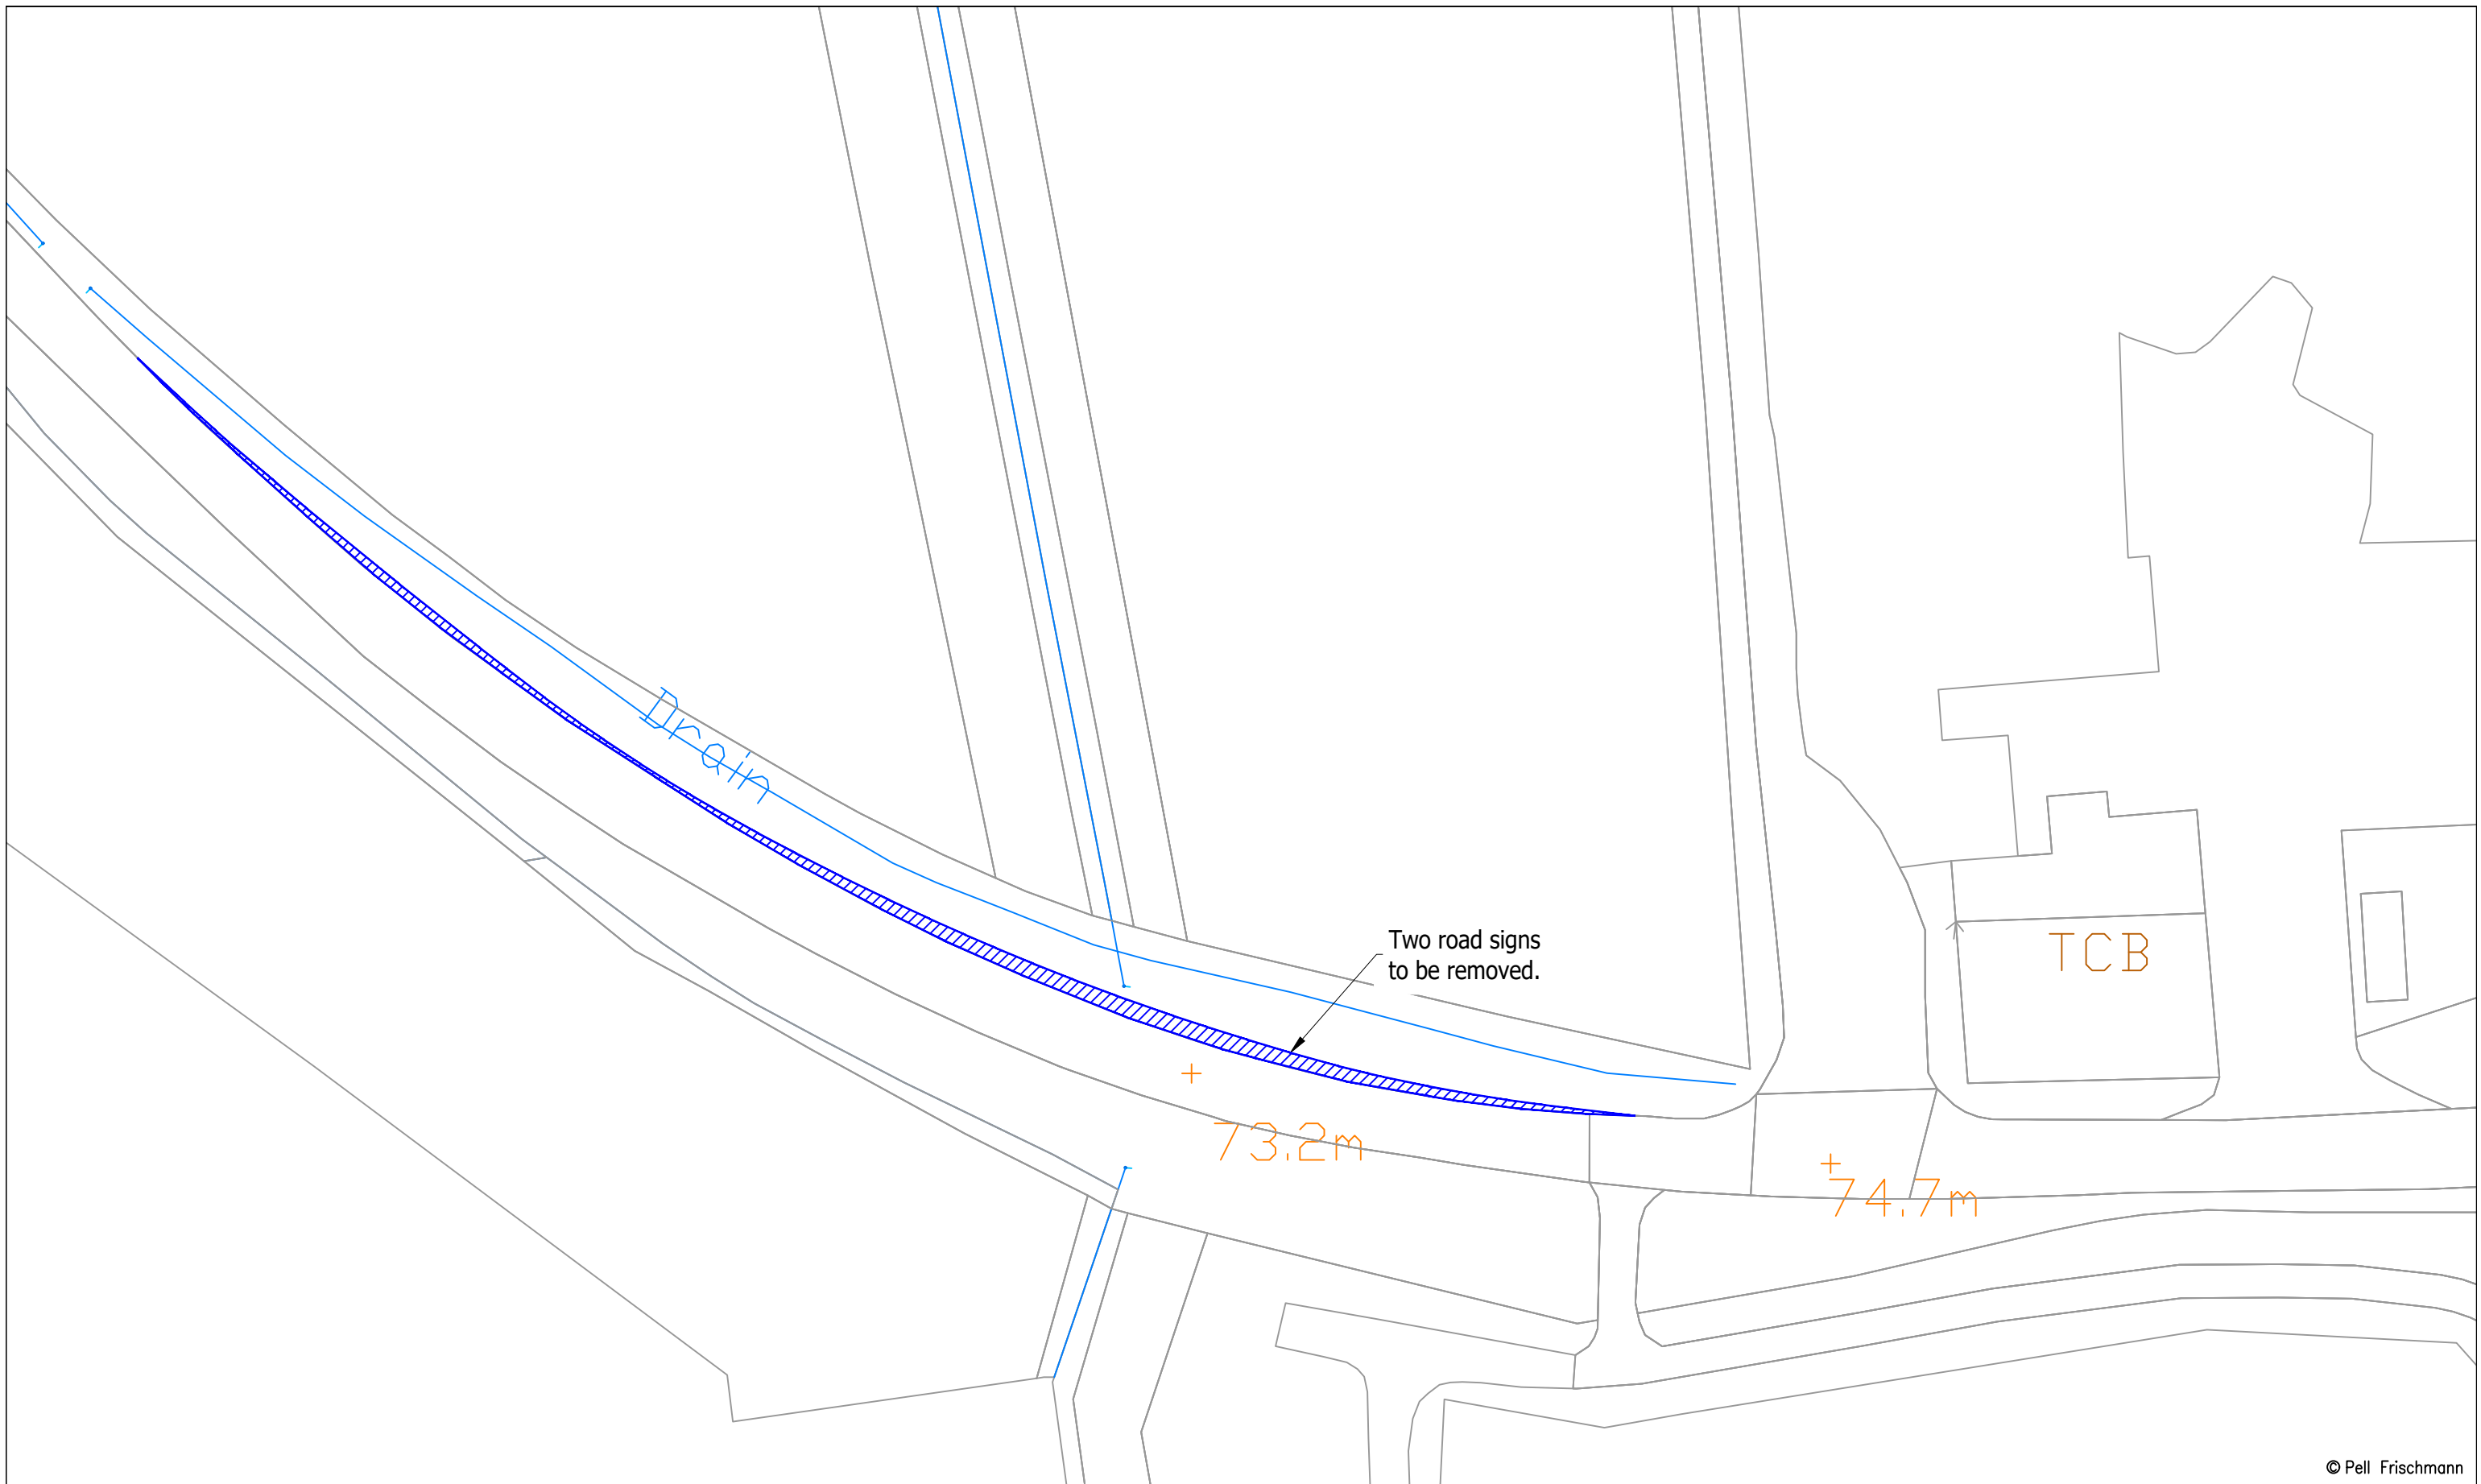 Drain
Two road signs
to be removed.
TCB
73.2m
74.7m
© Pell Frischmann